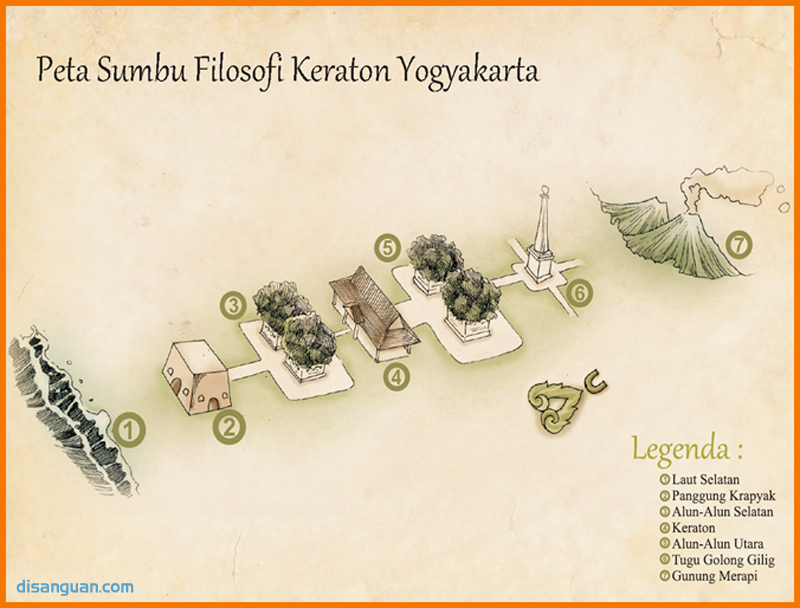 Peta Sumbu Filosofi Keraton Yogyakarta
7
5
6
3
4
1
2
U
Legenda :
1 Laut Selatan
2 Panggung Krapyak
3 Alun-Alun Selatan
4 Keraton
5 Alun-Alun Utara
6 Tugu Golong Gilig
7 Gunung Merapi
disanguan.com